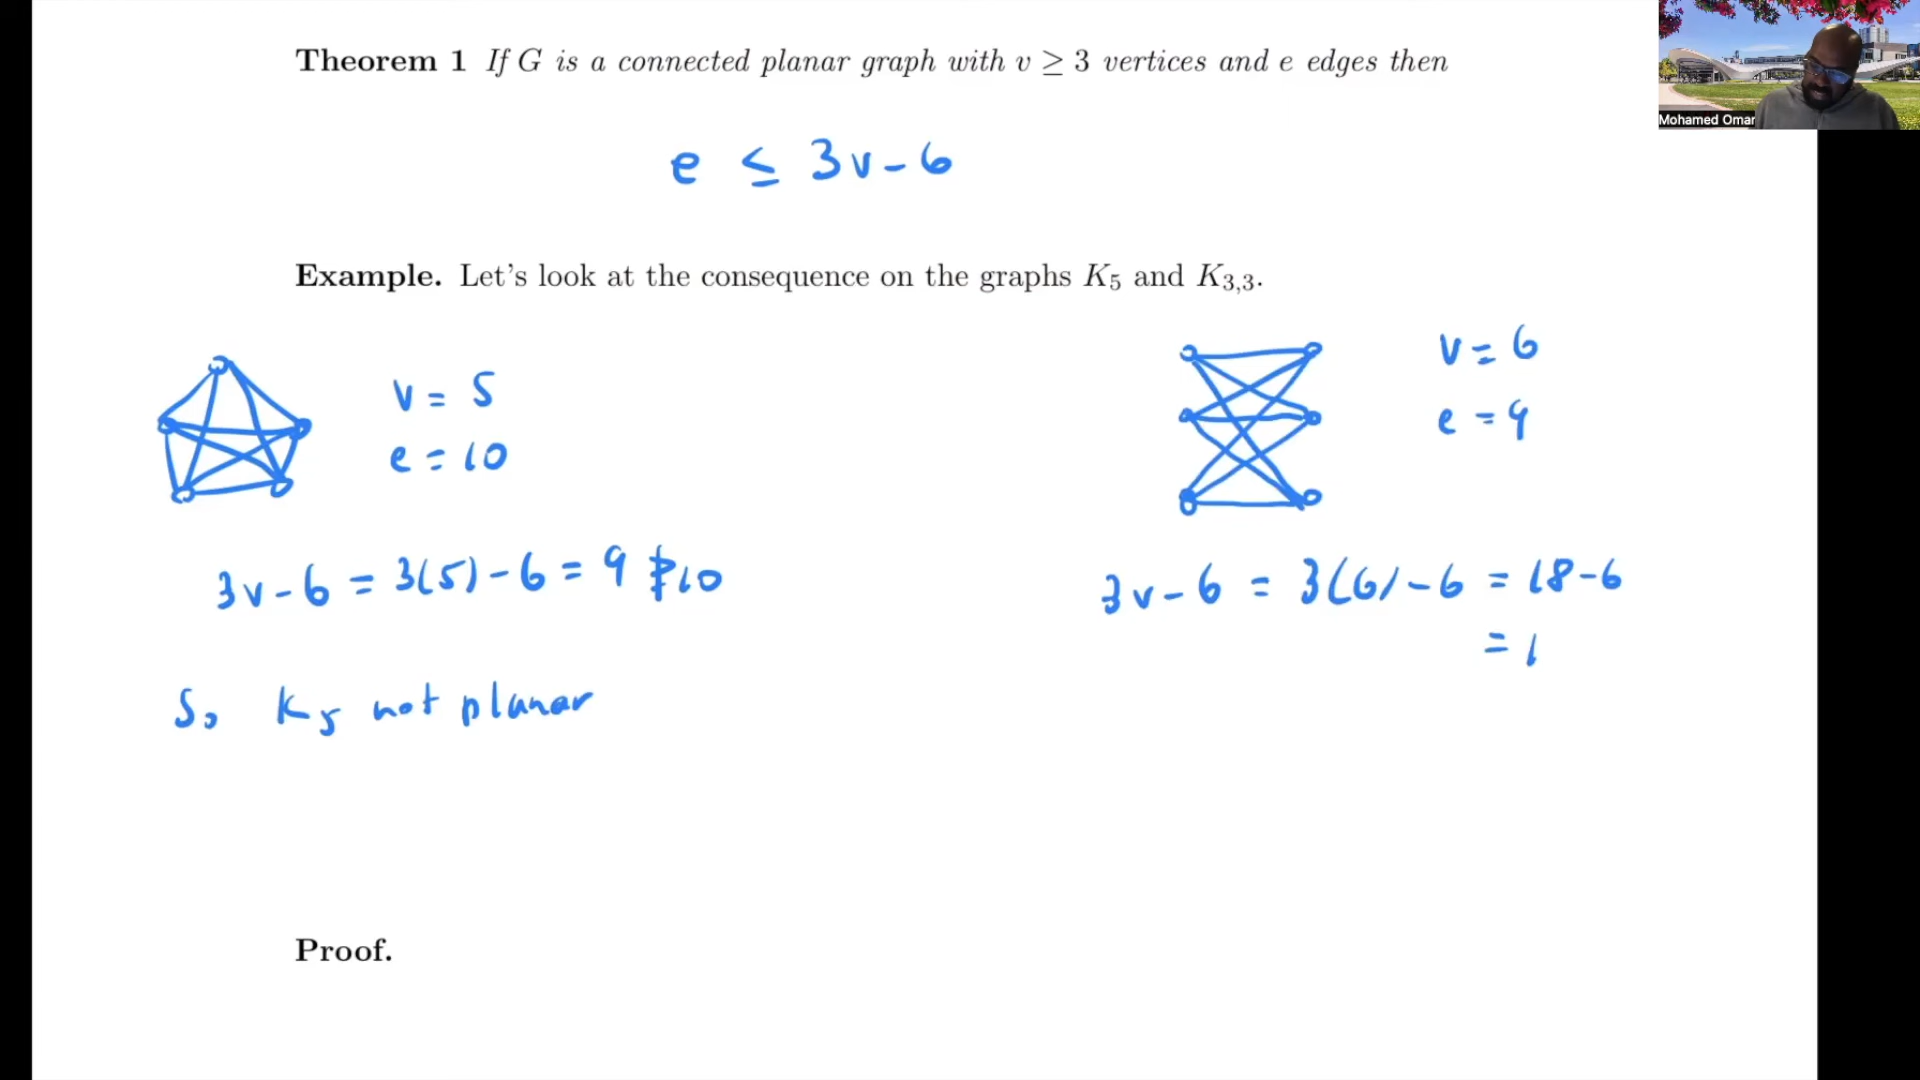 Theorem 1 If G is a connected planar graph with v ≥ 3 vertices and e edges then
e ≤ 3v-6
Example. Let's look at the consequence on the graphs K5 and K3,3.
v = 5
e = 10
3v-6 = 3(5)-6 = 9 ≱ 10
So K5 not planar
v = 6
e = 9
3v-6 = 3(6)-6 = 18-6
= 1
Proof.
Mohamed Omar